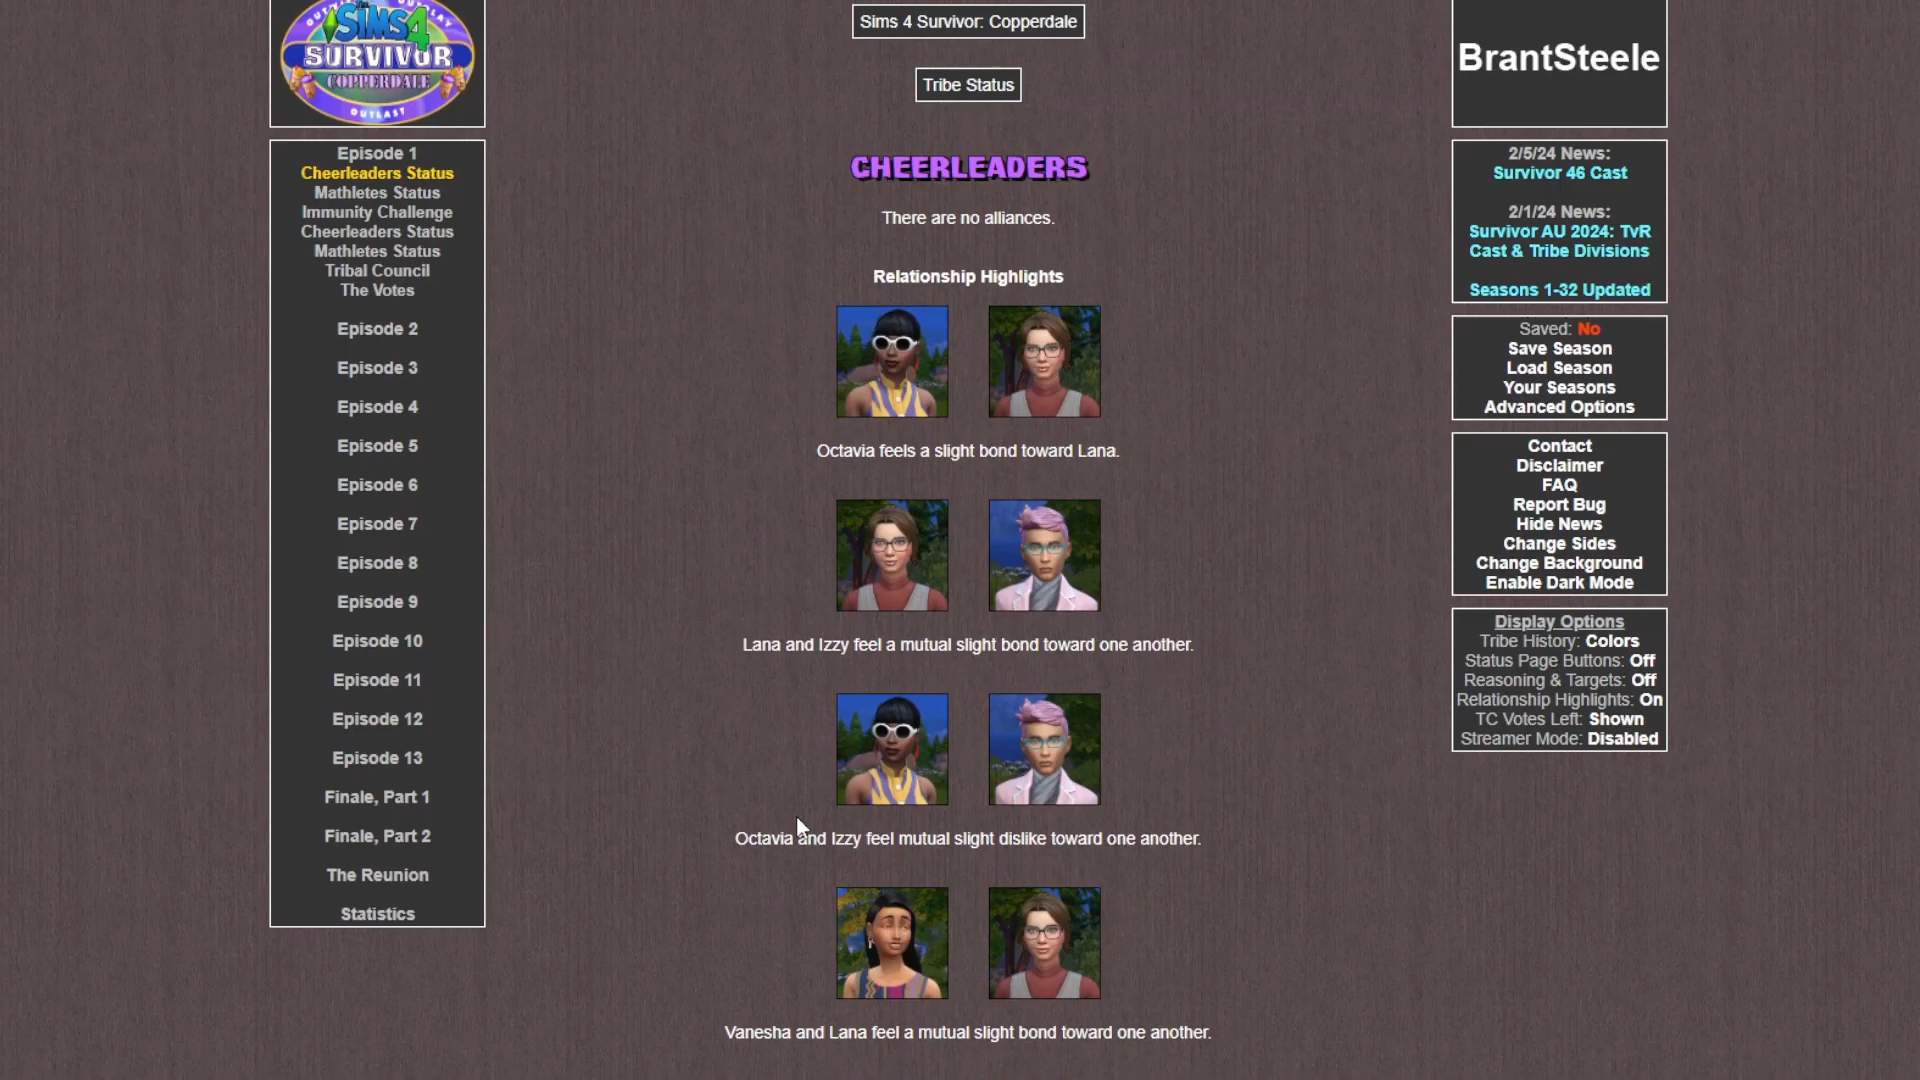 OUTWIT OUTPLAY
THE SIMS 4
SURVIVOR
COPPERDALE
OUTLAST
Episode 1
Cheerleaders Status
Mathletes Status
Immunity Challenge
Cheerleaders Status
Mathletes Status
Tribal Council
The Votes
Episode 2
Episode 3
Episode 4
Episode 5
Episode 6
Episode 7
Episode 8
Episode 9
Episode 10
Episode 11
Episode 12
Episode 13
Finale, Part 1
Finale, Part 2
The Reunion
Statistics
Sims 4 Survivor: Copperdale
Tribe Status
CHEERLEADERS
There are no alliances.
Relationship Highlights
Octavia feels a slight bond toward Lana.
Lana and Izzy feel a mutual slight bond toward one another.
Octavia and Izzy feel mutual slight dislike toward one another.
Vanesha and Lana feel a mutual slight bond toward one another.
BrantSteele
2/5/24 News:
Survivor 46 Cast
2/1/24 News:
Survivor AU 2024: TvR
Cast & Tribe Divisions
Seasons 1-32 Updated
Saved: No
Save Season
Load Season
Your Seasons
Advanced Options
Contact
Disclaimer
FAQ
Report Bug
Hide News
Change Sides
Change Background
Enable Dark Mode
Display Options
Tribe History: Colors
Status Page Buttons: Off
Reasoning & Targets: Off
Relationship Highlights: On
TC Votes Left: Shown
Streamer Mode: Disabled